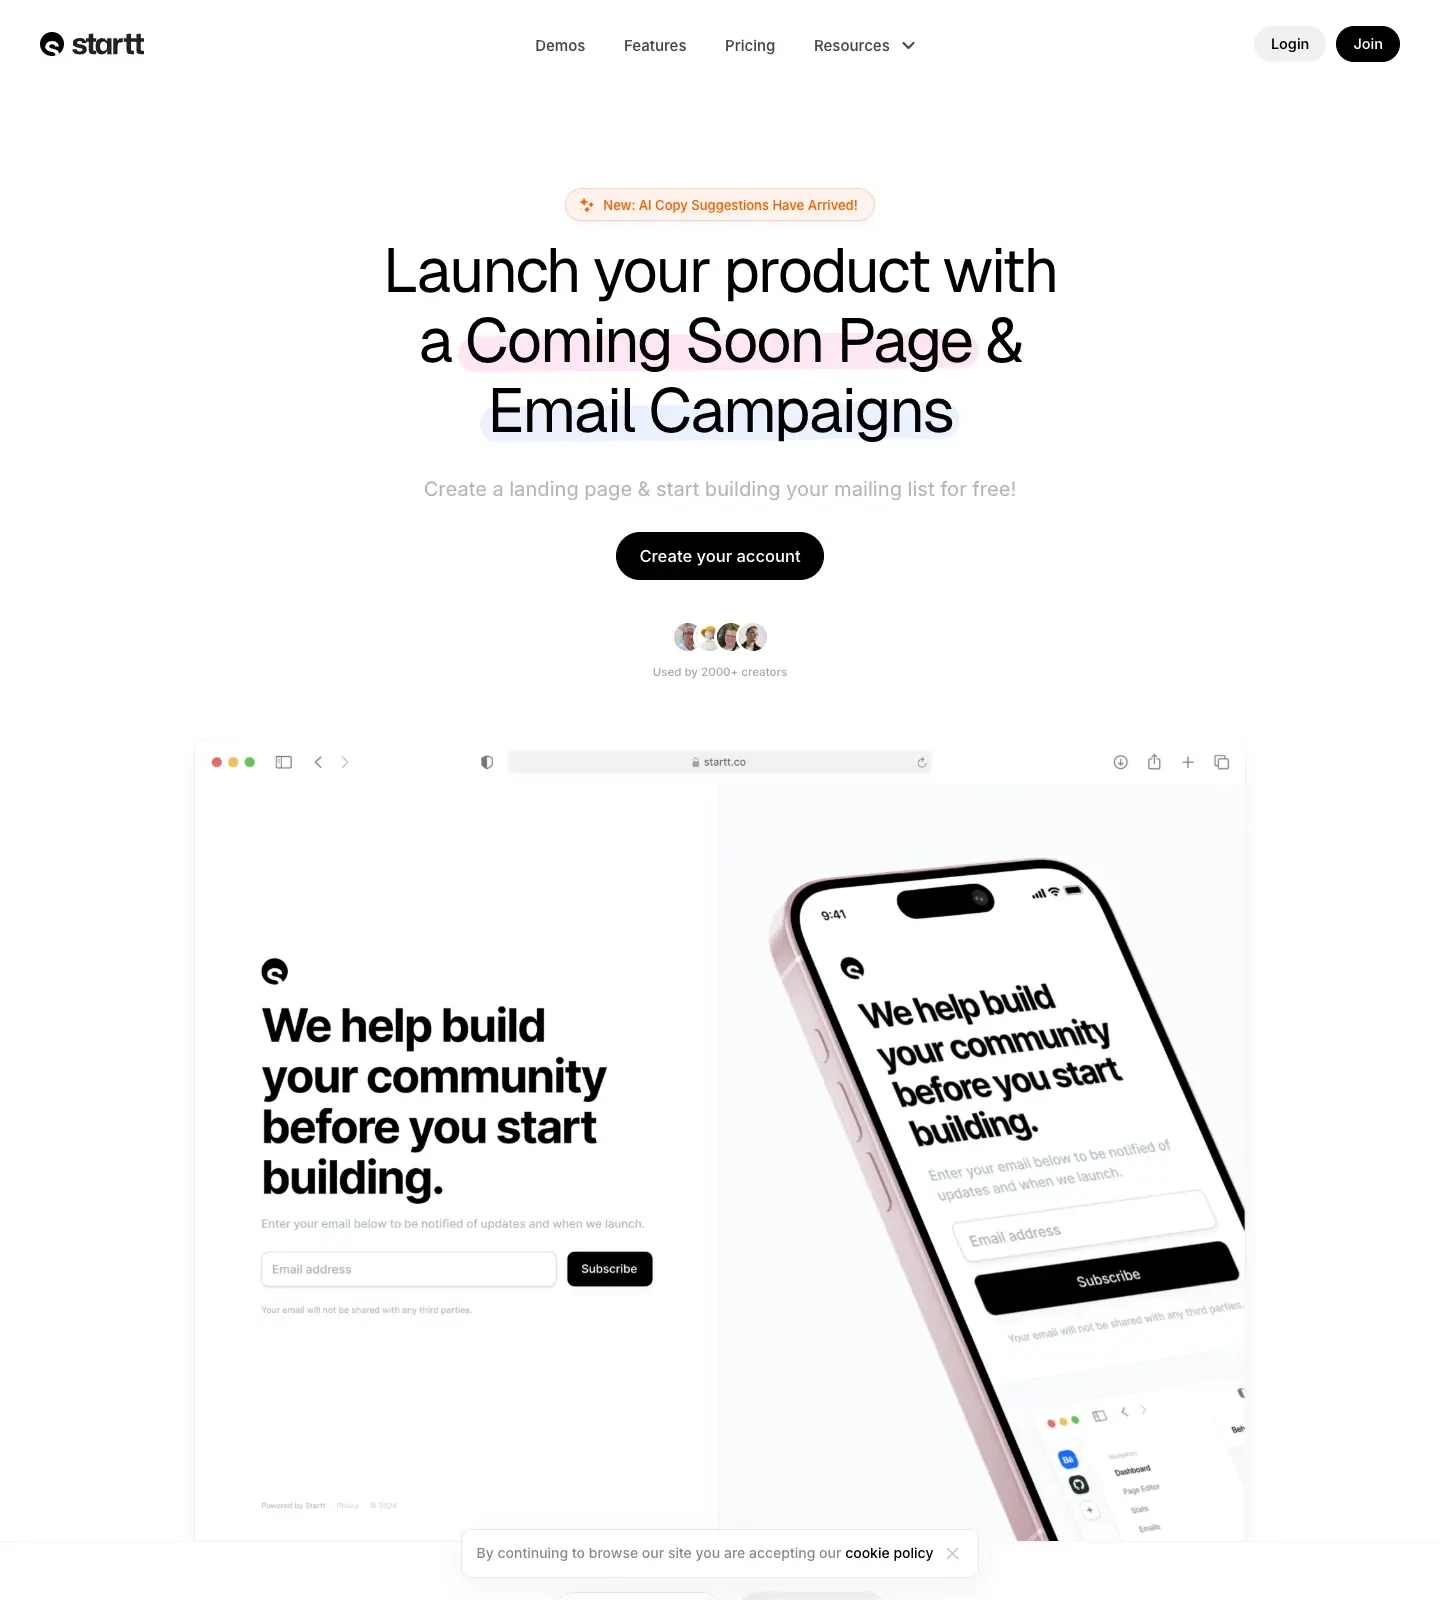 startt
Demos Features Pricing Resources
Login Join
New: AI Copy Suggestions Have Arrived!
Launch your product with
a Coming Soon Page &
Email Campaigns
Create a landing page & start building your mailing list for free!
Create your account
Used by 2000+ creators
startt.co
We help build
your community
before you start
building.
Enter your email below to be notified of updates and when we launch.
Email address Subscribe
Your email will not be shared with any third parties.
Powered by Startt Privacy © 2024
9:41
We help build
your community
before you start
building.
Enter your email below to be notified of
updates and when we launch.
Email address
Subscribe
Your email will not be shared with any third parties.
Bē
Navigation
Dashboard
Page Editor
Stats
Emails
By continuing to browse our site you are accepting our cookie policy